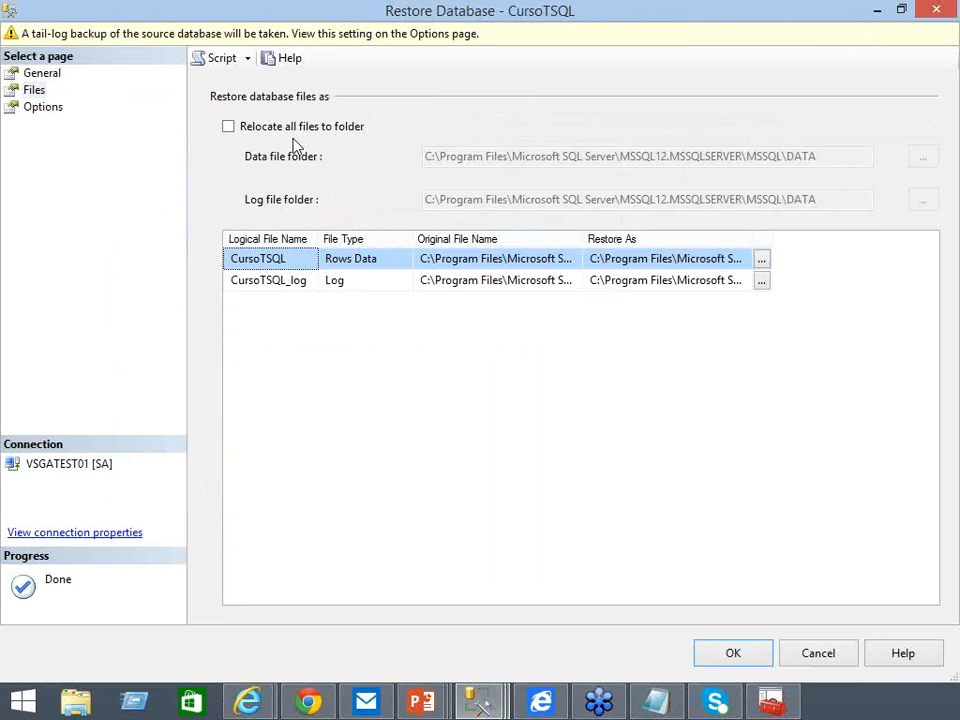 Restore Database - CursoTSQL
A tail-log backup of the source database will be taken. View this setting on the Options page.
Select a page
General
Files
Options
Script
Help
Restore database files as
Relocate all files to folder
Data file folder :
C:\Program Files\Microsoft SQL Server\MSSQL12.MSSQLSERVER\MSSQL\DATA
...
Log file folder :
C:\Program Files\Microsoft SQL Server\MSSQL12.MSSQLSERVER\MSSQL\DATA
...
Logical File Name File Type Original File Name Restore As
CursoTSQL Rows Data C:\Program Files\Microsoft S... C:\Program Files\Microsoft S... ...
CursoTSQL_log Log C:\Program Files\Microsoft S... C:\Program Files\Microsoft S... ...
Connection
VSGATEST01 [SA]
View connection properties
Progress
Done
OK
Cancel
Help